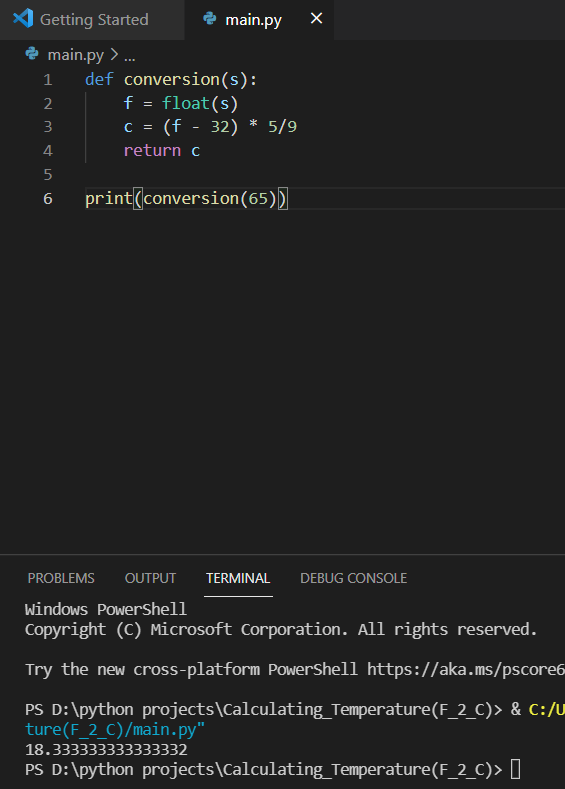 Getting Started
main.py ×
main.py > ...
1 def conversion(s):
2     f = float(s)
3     c = (f - 32) * 5/9
4     return c
5
6 print(conversion(65))
PROBLEMS OUTPUT TERMINAL DEBUG CONSOLE
Windows PowerShell
Copyright (C) Microsoft Corporation. All rights reserved.
Try the new cross-platform PowerShell https://aka.ms/pscore6
PS D:\python projects\Calculating_Temperature(F_2_C)> & C:/U
ture(F_2_C)/main.py"
18.333333333333332
PS D:\python projects\Calculating_Temperature(F_2_C)>